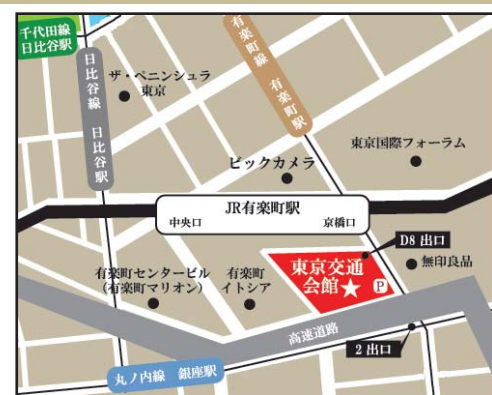 千代田線
日比谷駅
日比谷線　日比谷駅
ザ・ペニンシュラ
東京
有楽町線　有楽町駅
東京国際フォーラム
ビックカメラ
JR有楽町駅
中央口
京橋口
D8 出口
東京交通
会館★
P
無印良品
有楽町センタービル
（有楽町マリオン）
有楽町
イトシア
高速道路
2 出口
丸ノ内線　銀座駅